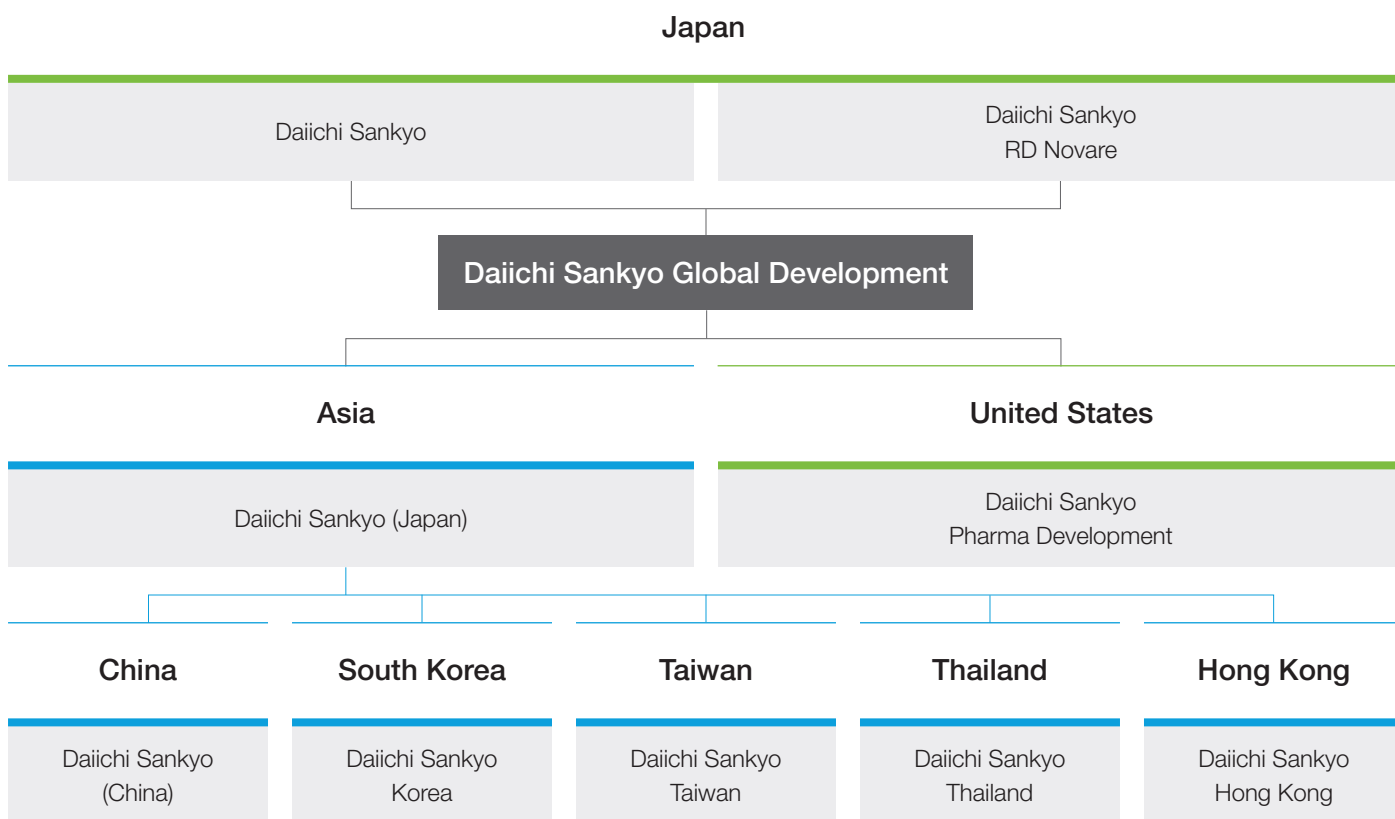 Japan
Daiichi Sankyo
Daiichi Sankyo
RD Novare
Daiichi Sankyo Global Development
Asia
United States
Daiichi Sankyo (Japan)
Daiichi Sankyo
Pharma Development
China
South Korea
Taiwan
Thailand
Hong Kong
Daiichi Sankyo
(China)
Daiichi Sankyo
Korea
Daiichi Sankyo
Taiwan
Daiichi Sankyo
Thailand
Daiichi Sankyo
Hong Kong